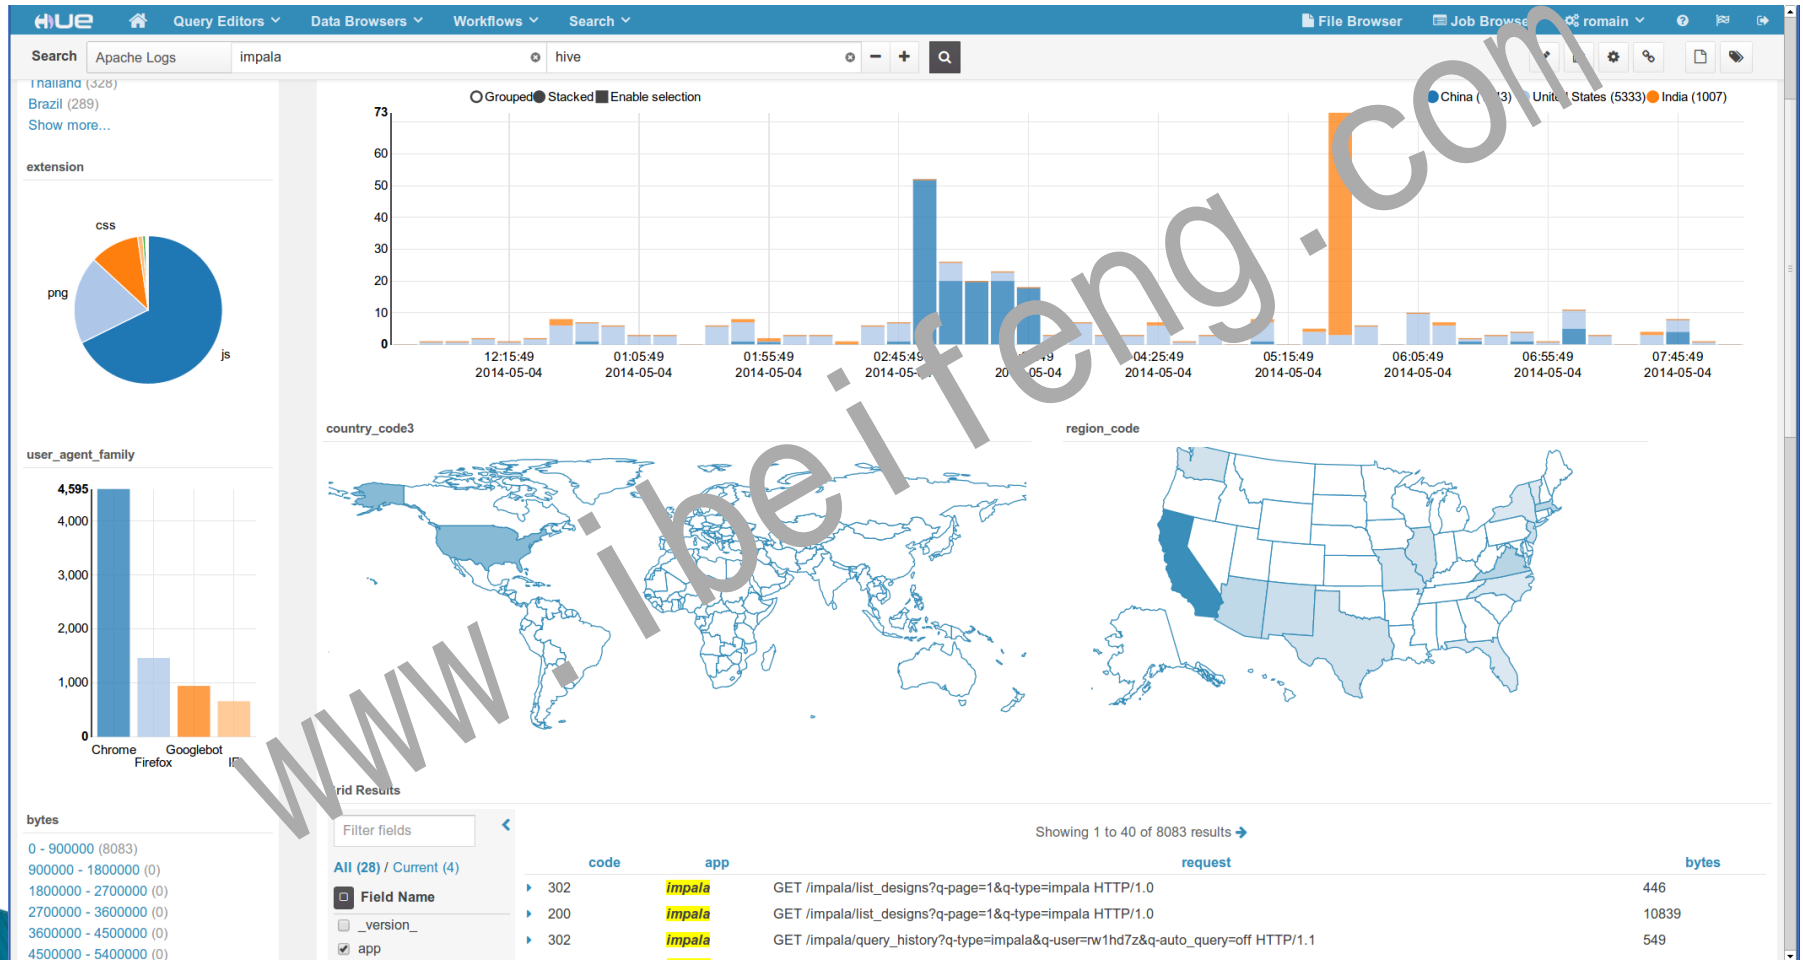 HUE Query Editors Data Browsers Workflows Search File Browser romain
Search Apache Logs impala hive
Thailand (328)
Brazil (289)
Show more...
extension
css
png
js
user_agent_family
4,595
4,000
3,000
2,000
1,000
0
Chrome
Firefox
Googlebot
bytes
0 - 900000 (8083)
900000 - 1800000 (0)
1800000 - 2700000 (0)
2700000 - 3600000 (0)
3600000 - 4500000 (0)
4500000 - 5400000 (0)
Grouped Stacked Enable selection
China United States (5333) India (1007)
73
60
50
40
30
20
10
0
12:15:49 01:05:49 01:55:49 02:45:49 04:25:49 05:15:49 06:05:49 06:55:49 07:45:49
2014-05-04 2014-05-04 2014-05-04 2014-05-04 2014-05-04 2014-05-04 2014-05-04 2014-05-04 2014-05-04
country_code3
region_code
Results
Filter fields
All (28) / Current (4)
Field Name
_version_
app
Showing 1 to 40 of 8083 results
code app request bytes
302 impala GET /impala/list_designs?q-page=1&q-type=impala HTTP/1.0 446
200 impala GET /impala/list_designs?q-page=1&q-type=impala HTTP/1.0 10839
302 impala GET /impala/query_history?q-type=impala&q-user=rw1hd7z&q-auto_query=off HTTP/1.1 549
www.ibeifeng.com